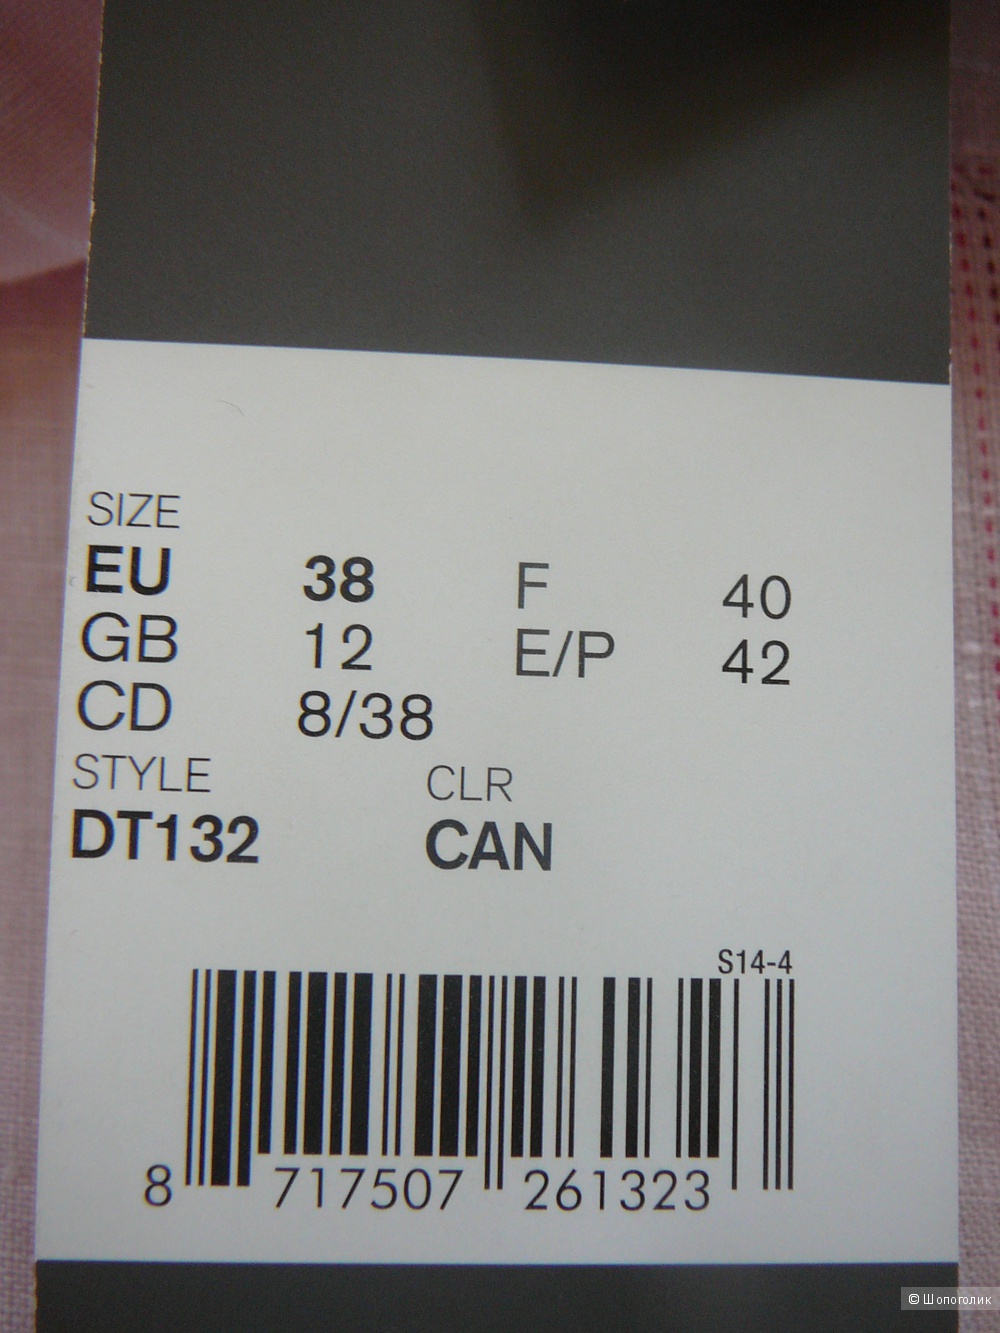 SIZE
EU 38 F 40
GB 12 E/P 42
CD 8/38
STYLE CLR
DT132 CAN
S14-4
8 717507 261323
© Шопоголик